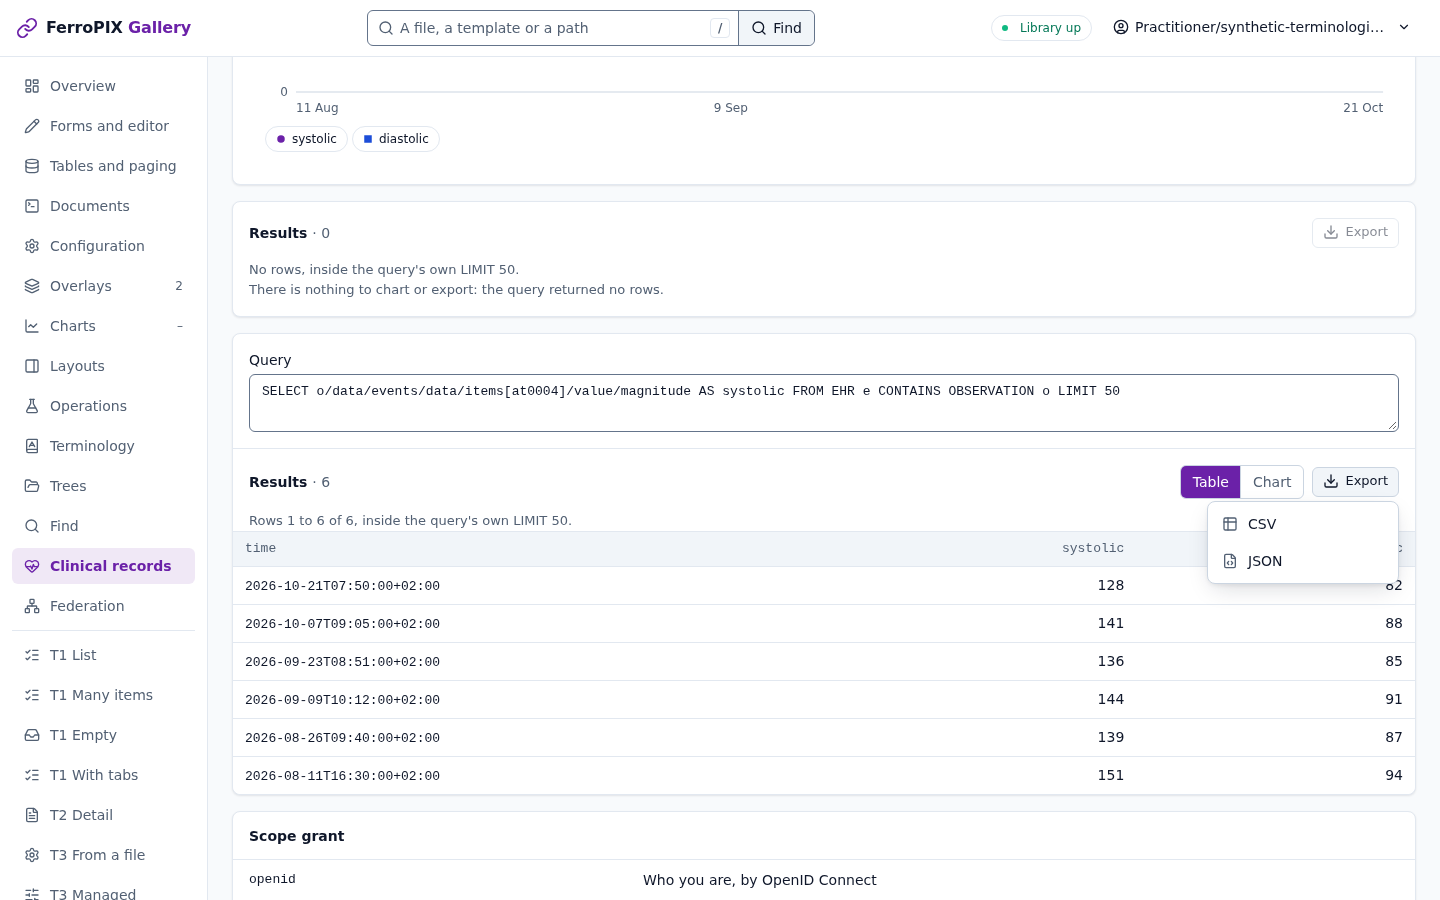 FerroPIX Gallery
A file, a template or a path
/
Find
Library up
Practitioner/synthetic-terminologi...
Overview
Forms and editor
Tables and paging
Documents
Configuration
Overlays 2
Charts –
Layouts
Operations
Terminology
Trees
Find
Clinical records
Federation
T1 List
T1 Many items
T1 Empty
T1 With tabs
T2 Detail
T3 From a file
T3 Managed
0
11 Aug 9 Sep 21 Oct
systolic diastolic
Results · 0
Export
No rows, inside the query's own LIMIT 50.
There is nothing to chart or export: the query returned no rows.
Query
SELECT o/data/events/data/items[at0004]/value/magnitude AS systolic FROM EHR e CONTAINS OBSERVATION o LIMIT 50
Results · 6
Table Chart Export
CSV
JSON
Rows 1 to 6 of 6, inside the query's own LIMIT 50.
time systolic
2026-10-21T07:50:00+02:00 128 82
2026-10-07T09:05:00+02:00 141 88
2026-09-23T08:51:00+02:00 136 85
2026-09-09T10:12:00+02:00 144 91
2026-08-26T09:40:00+02:00 139 87
2026-08-11T16:30:00+02:00 151 94
Scope grant
openid Who you are, by OpenID Connect